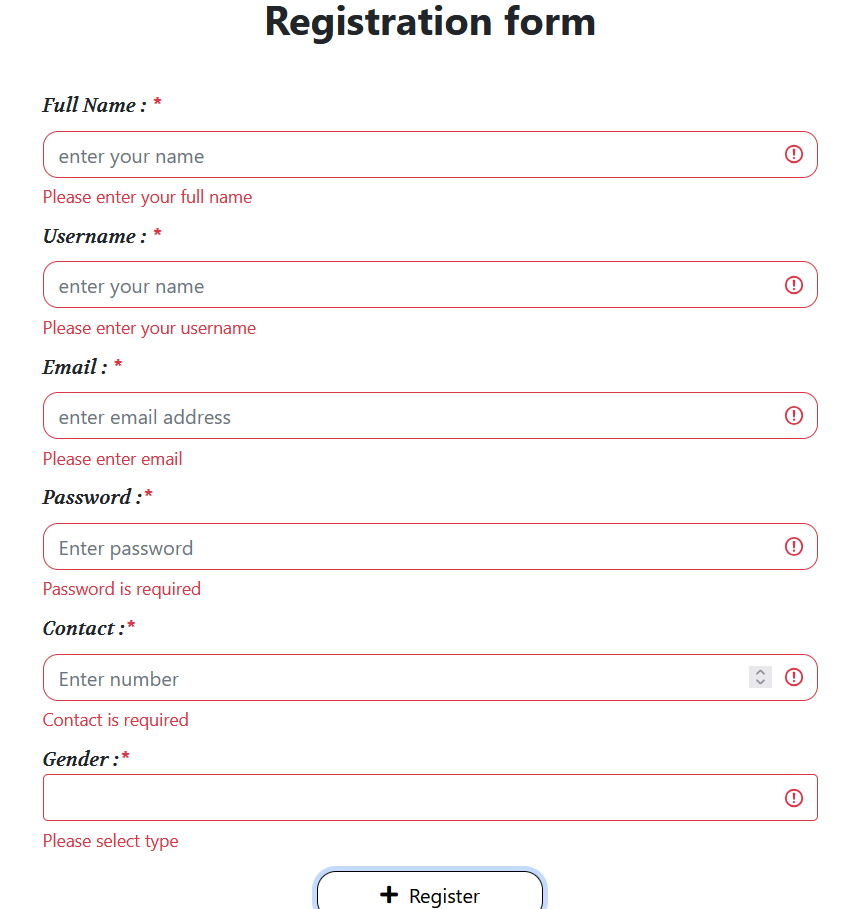 Registration form
Full Name : *
enter your name
Please enter your full name
Username : *
enter your name
Please enter your username
Email : *
enter email address
Please enter email
Password :*
Enter password
Password is required
Contact :*
Enter number
Contact is required
Gender :*
Please select type
+ Register